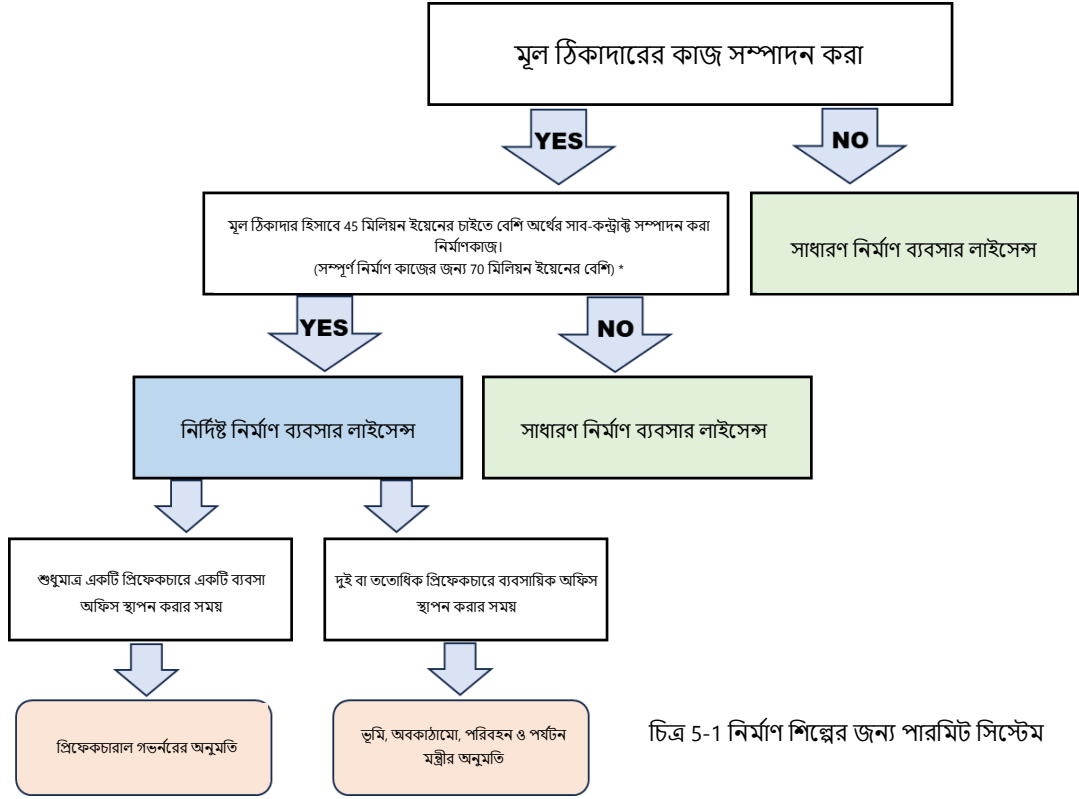 মূল ঠিকাদারের কাজ সম্পাদন করা
YES
NO
মূল ঠিকাদার হিসাবে 45 মিলিয়ন ইয়েনের চাইতে বেশি অর্থের সাব-কন্ট্রাক্ট সম্পাদন করা
নির্মাণকাজ।
(সম্পূর্ণ নির্মাণ কাজের জন্য 70 মিলিয়ন ইয়েনের বেশি) *
সাধারণ নির্মাণ ব্যবসার লাইসেন্স
YES
NO
নির্দিষ্ট নির্মাণ ব্যবসার লাইসেন্স
সাধারণ নির্মাণ ব্যবসার লাইসেন্স
শুধুমাত্র একটি প্রিফেকচারে একটি ব্যবসা
অফিস স্থাপন করার সময়
দুই বা ততোধিক প্রিফেকচারে ব্যবসায়িক অফিস
স্থাপন করার সময়
প্রিফেকচারাল গভর্নরের অনুমতি
ভূমি, অবকাঠামো, পরিবহন ও পর্যটন
মন্ত্রীর অনুমতি
চিত্র 5-1 নির্মাণ শিল্পের জন্য পারমিট সিস্টেম